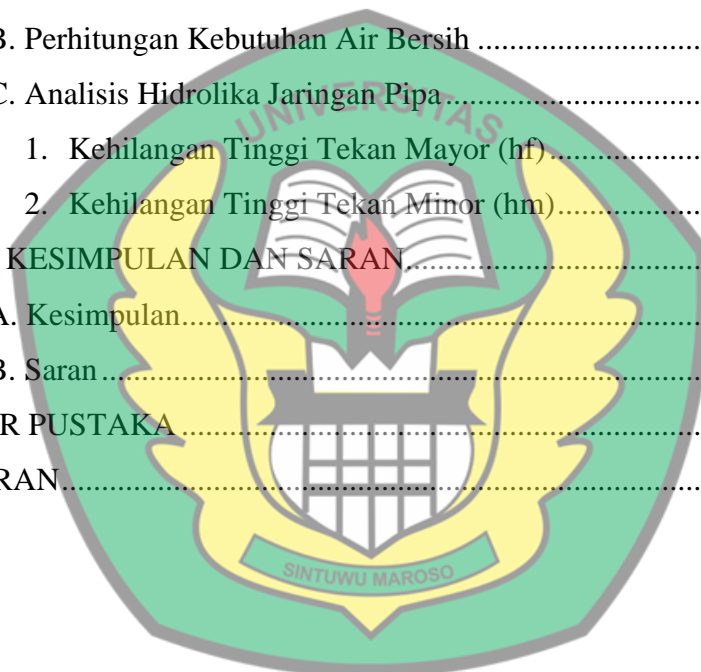 B. Perhitungan Kebutuhan Air Bersih ..............................
C. Analisis Hidrolika Jaringan Pipa ..................................
UNIVERSITAS
1. Kehilangan Tinggi Tekan Mayor (hf) ....................
2. Kehilangan Tinggi Tekan Minor (hm) ...................
KESIMPULAN DAN SARAN ........................................
A. Kesimpulan ...................................................................
B. Saran .............................................................................
R PUSTAKA ....................................................................
RAN ...................................................................................
SINTUWU MAROSO